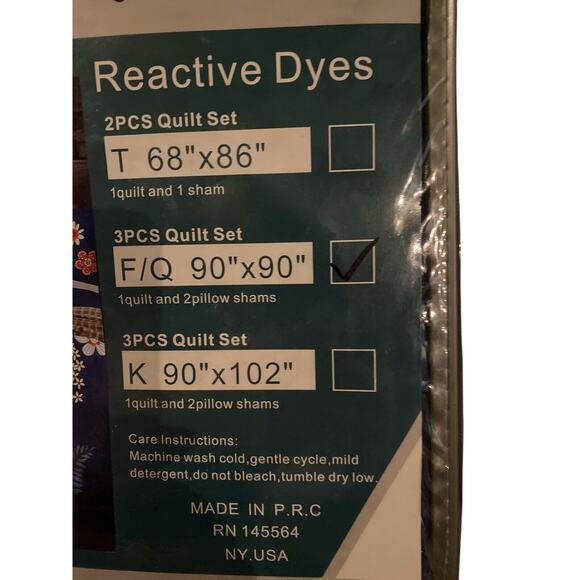 Reactive Dyes
2PCS Quilt Set
T 68"x86"
1quilt and 1 sham
3PCS Quilt Set
F/Q 90"x90"
1quilt and 2pillow shams
3PCS Quilt Set
K 90"x102"
1quilt and 2pillow shams
Care Instructions:
Machine wash cold,gentle cycle,mild
detergent,do not bleach,tumble dry low.
MADE IN P.R.C
RN 145564
NY.USA